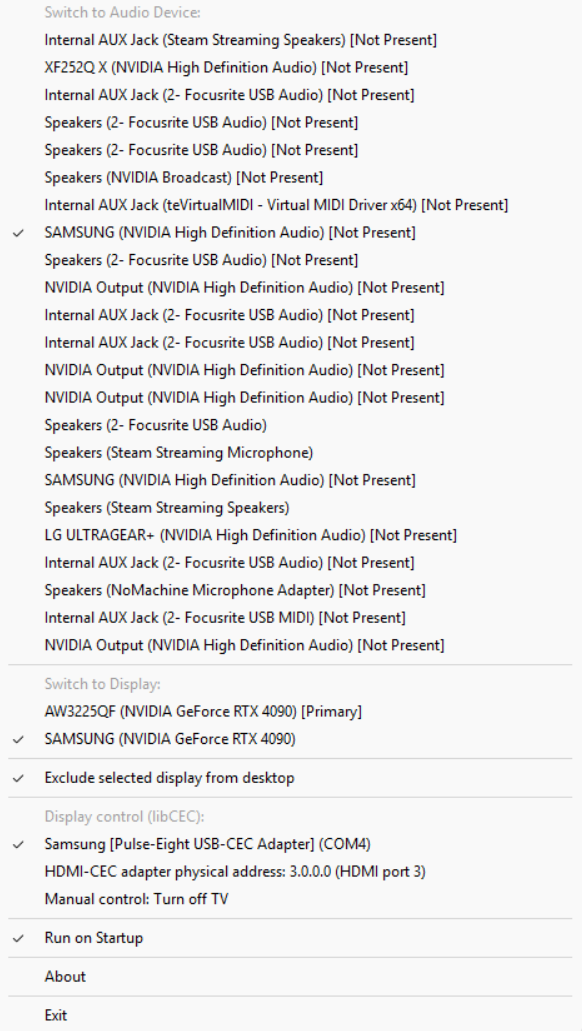 Switch to Audio Device:
Internal AUX Jack (Steam Streaming Speakers) [Not Present]
XF252Q X (NVIDIA High Definition Audio) [Not Present]
Internal AUX Jack (2- Focusrite USB Audio) [Not Present]
Speakers (2- Focusrite USB Audio) [Not Present]
Speakers (2- Focusrite USB Audio) [Not Present]
Speakers (NVIDIA Broadcast) [Not Present]
Internal AUX Jack (teVirtualMIDI - Virtual MIDI Driver x64) [Not Present]
SAMSUNG (NVIDIA High Definition Audio) [Not Present]
Speakers (2- Focusrite USB Audio) [Not Present]
NVIDIA Output (NVIDIA High Definition Audio) [Not Present]
Internal AUX Jack (2- Focusrite USB Audio) [Not Present]
Internal AUX Jack (2- Focusrite USB Audio) [Not Present]
NVIDIA Output (NVIDIA High Definition Audio) [Not Present]
NVIDIA Output (NVIDIA High Definition Audio) [Not Present]
Speakers (2- Focusrite USB Audio)
Speakers (Steam Streaming Microphone)
SAMSUNG (NVIDIA High Definition Audio) [Not Present]
Speakers (Steam Streaming Speakers)
LG ULTRAGEAR+ (NVIDIA High Definition Audio) [Not Present]
Internal AUX Jack (2- Focusrite USB Audio) [Not Present]
Speakers (NoMachine Microphone Adapter) [Not Present]
Internal AUX Jack (2- Focusrite USB MIDI) [Not Present]
NVIDIA Output (NVIDIA High Definition Audio) [Not Present]
Switch to Display:
AW3225QF (NVIDIA GeForce RTX 4090) [Primary]
SAMSUNG (NVIDIA GeForce RTX 4090)
Exclude selected display from desktop
Display control (libCEC):
Samsung [Pulse-Eight USB-CEC Adapter] (COM4)
HDMI-CEC adapter physical address: 3.0.0.0 (HDMI port 3)
Manual control: Turn off TV
Run on Startup
About
Exit